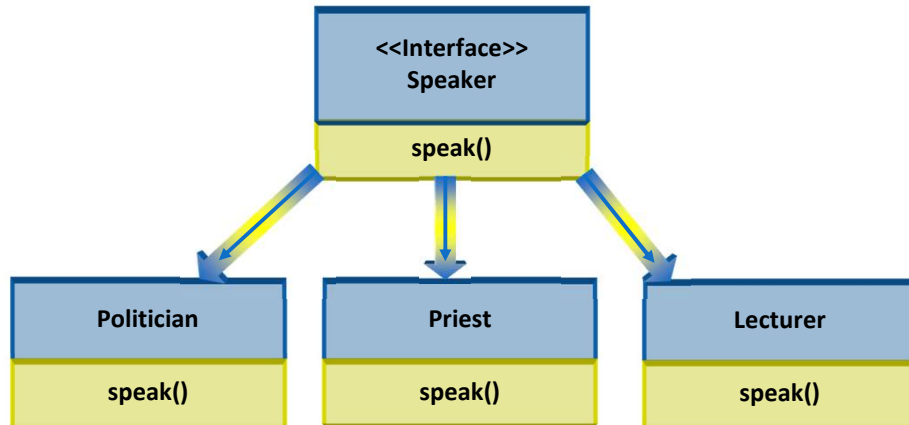 <<Interface>>
Speaker
speak()
Politician
Priest
Lecturer
speak()
speak()
speak()